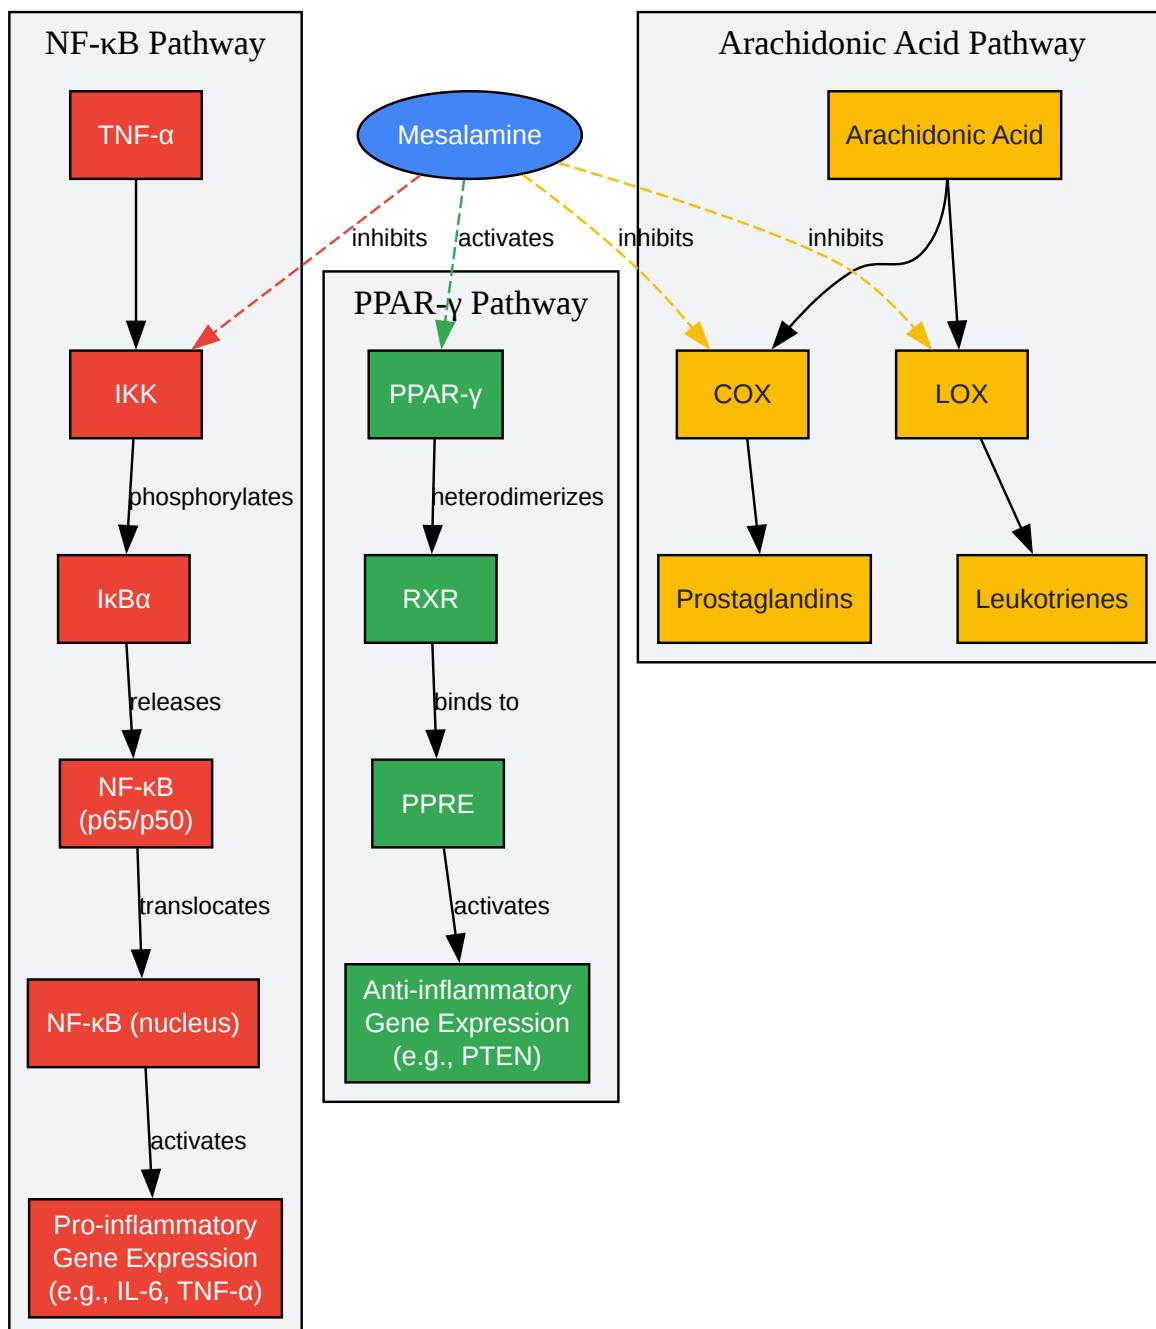 NF-κB Pathway
TNF-α
IKK
phosphorylates
IκBα
releases
NF-κB
(p65/p50)
translocates
NF-κB (nucleus)
activates
Pro-inflammatory
Gene Expression
(e.g., IL-6, TNF-α)
Mesalamine
inhibits
activates
inhibits
inhibits
PPAR-γ Pathway
PPAR-γ
heterodimerizes
RXR
binds to
PPRE
activates
Anti-inflammatory
Gene Expression
(e.g., PTEN)
Arachidonic Acid Pathway
Arachidonic Acid
COX
LOX
Prostaglandins
Leukotrienes